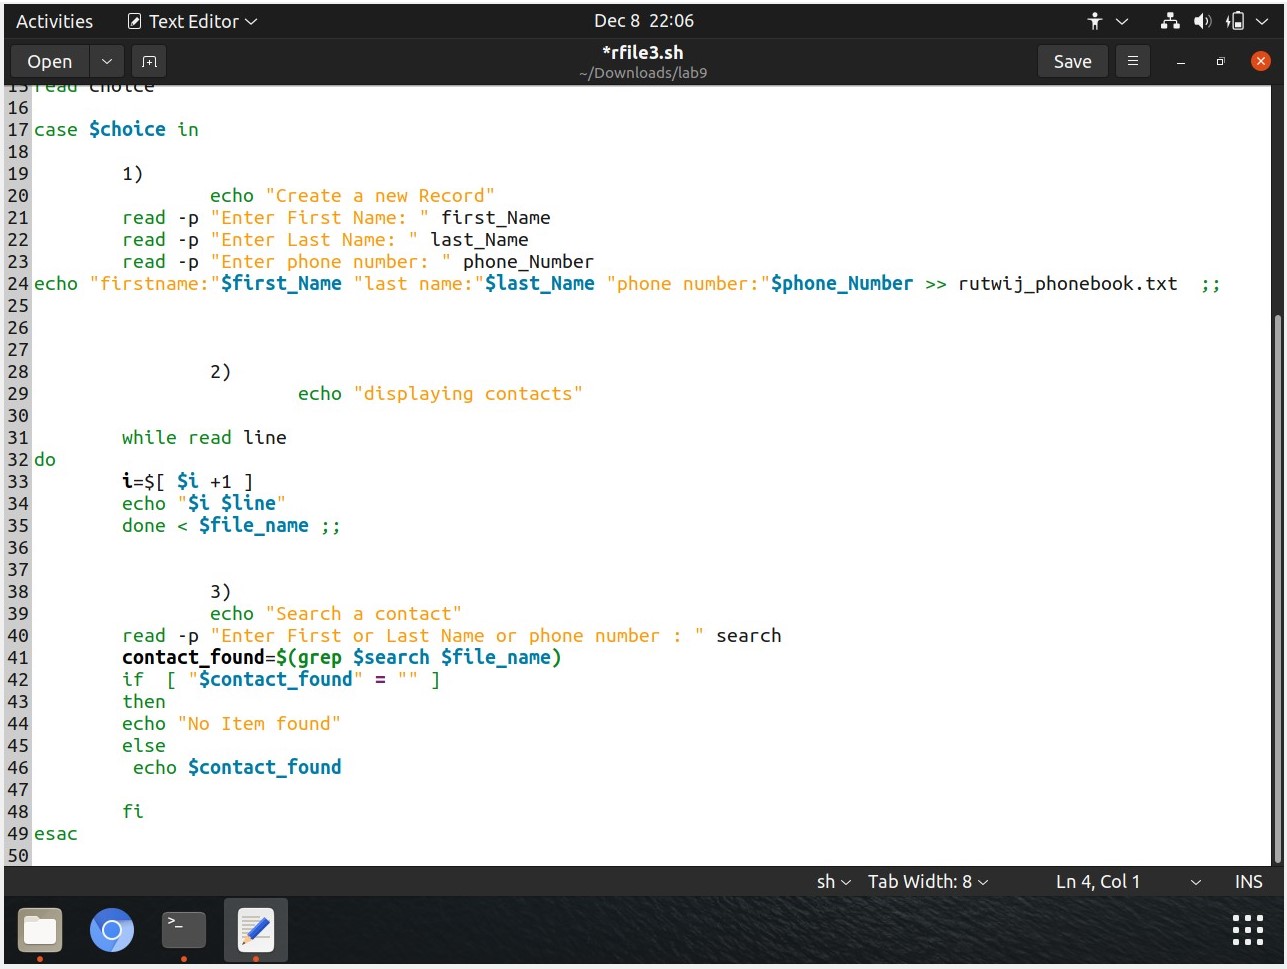 Activities Text Editor Dec 8 22:06
Open *rfile3.sh Save
~/Downloads/lab9
15 read choice
16
17 case $choice in
18
19 1)
20 echo "Create a new Record"
21 read -p "Enter First Name: " first_Name
22 read -p "Enter Last Name: " last_Name
23 read -p "Enter phone number: " phone_Number
24 echo "firstname:"$first_Name "last name:"$last_Name "phone number:"$phone_Number >> rutwij_phonebook.txt ;;
25
26
27
28 2)
29 echo "displaying contacts"
30
31 while read line
32 do
33 i=$[ $i +1 ]
34 echo "$i $line"
35 done < $file_name ;;
36
37
38 3)
39 echo "Search a contact"
40 read -p "Enter First or Last Name or phone number : " search
41 contact_found=$(grep $search $file_name)
42 if [ "$contact_found" = "" ]
43 then
44 echo "No Item found"
45 else
46 echo $contact_found
47
48 fi
49 esac
50
sh Tab Width: 8 Ln 4, Col 1 INS
>_